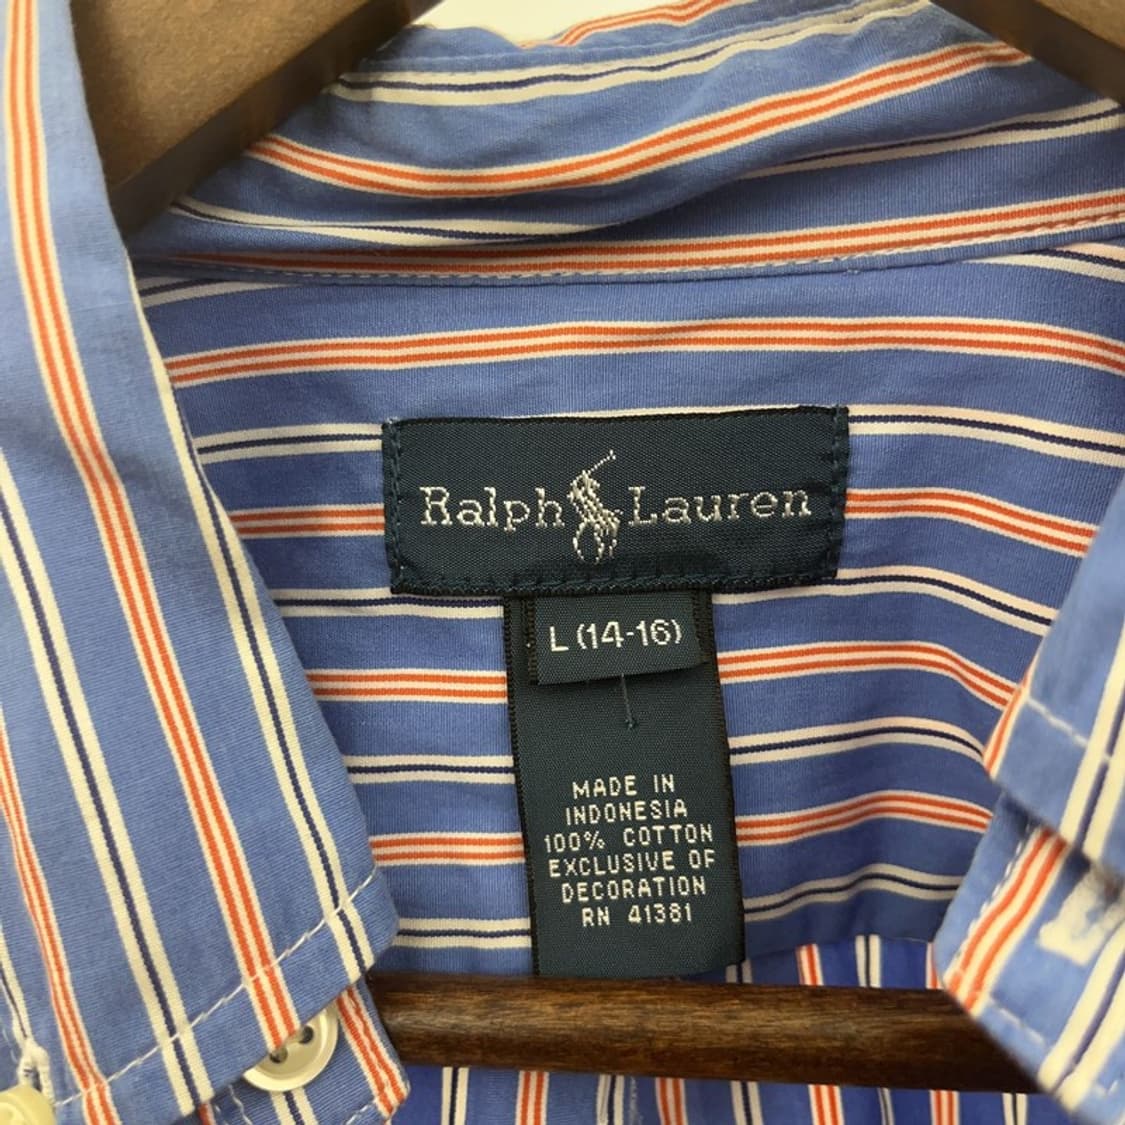 Ralph Lauren
L (14-16)
MADE IN
INDONESIA
100% COTTON
EXCLUSIVE OF
DECORATION
RN 41381